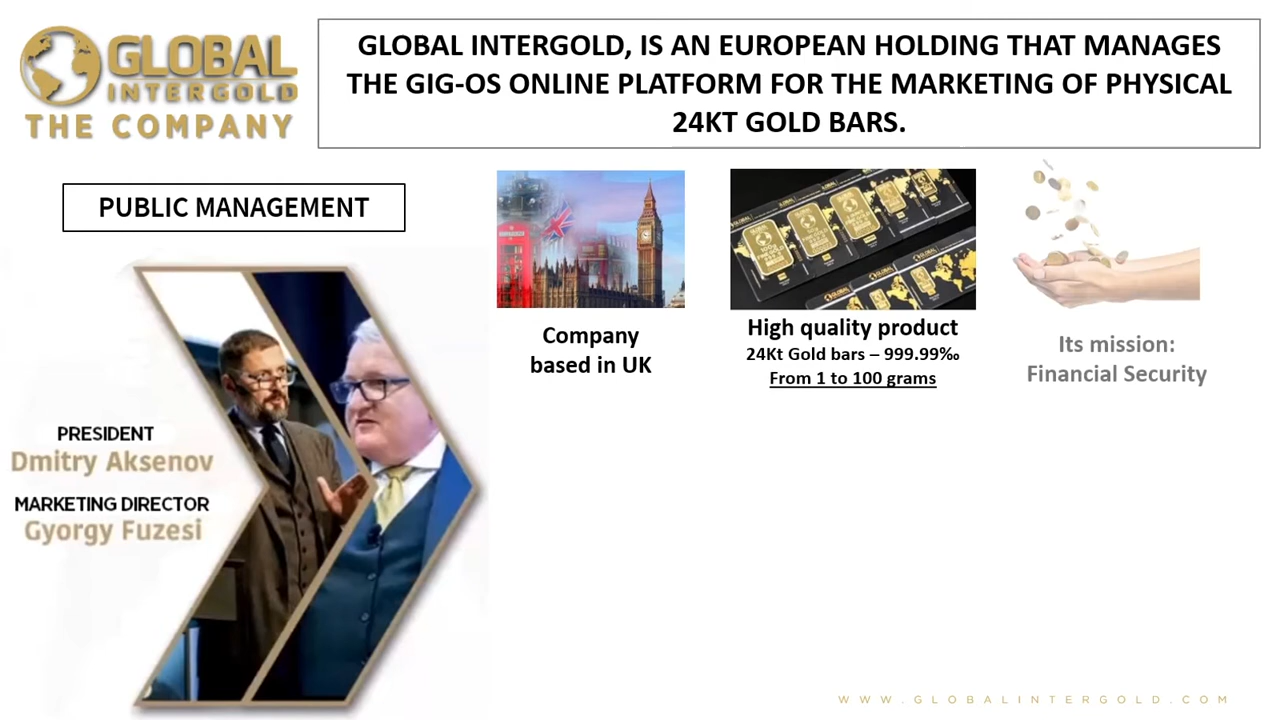 GLOBAL
INTERGOLD
THE COMPANY
GLOBAL INTERGOLD, IS AN EUROPEAN HOLDING THAT MANAGES
THE GIG-OS ONLINE PLATFORM FOR THE MARKETING OF PHYSICAL
24KT GOLD BARS.
PUBLIC MANAGEMENT
Company
based in UK
High quality product
24Kt Gold bars – 999.99‰
From 1 to 100 grams
Its mission:
Financial Security
PRESIDENT
Dmitry Aksenov
MARKETING DIRECTOR
Gyorgy Fuzesi
WWW.GLOBALINTERGOLD.COM